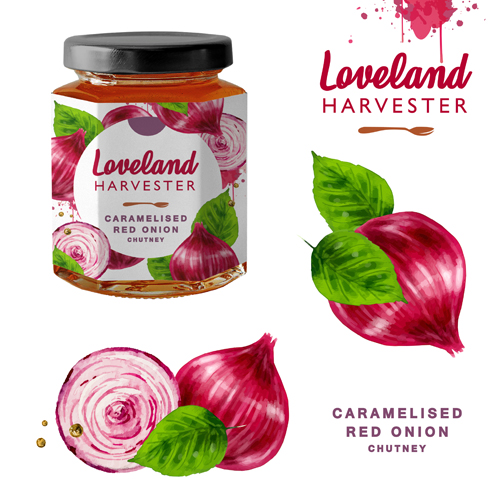 Loveland
HARVESTER
Loveland
HARVESTER
CARAMELISED
RED ONION
CHUTNEY
CARAMELISED
RED ONION
CHUTNEY